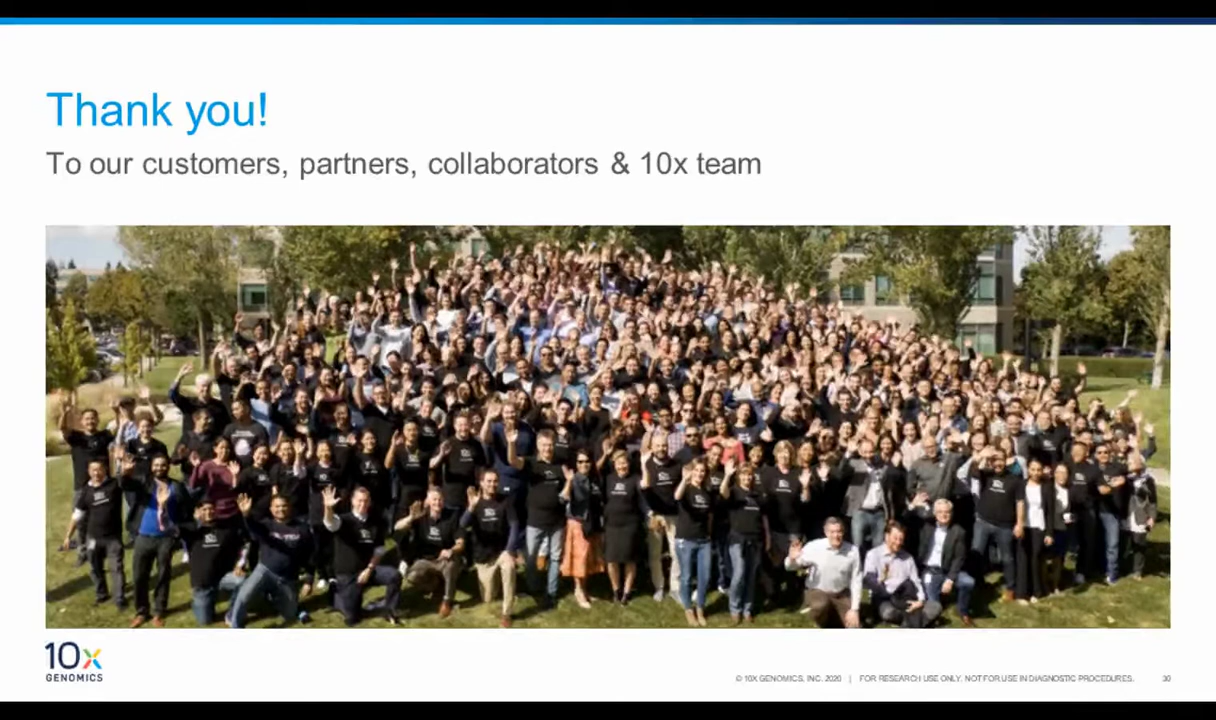 Thank you!
To our customers, partners, collaborators & 10x team
10x
GENOMICS
© 10X GENOMICS, INC. 2020 | FOR RESEARCH USE ONLY. NOT FOR USE IN DIAGNOSTIC PROCEDURES. 30